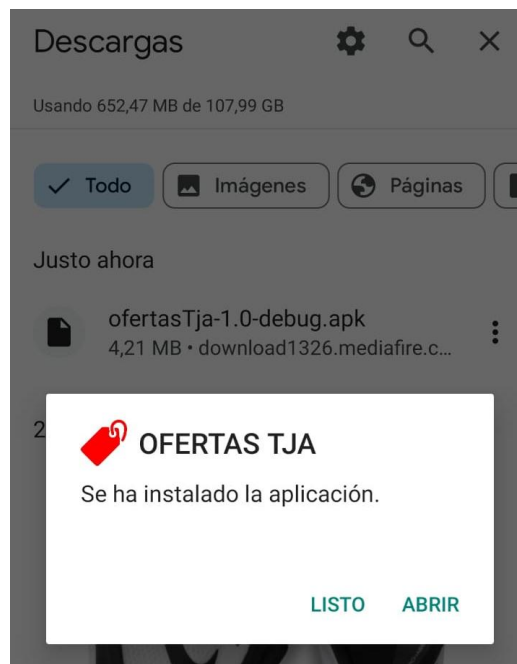 Descargas
Usando 652,47 MB de 107,99 GB
Todo
Imágenes
Páginas
Justo ahora
ofertasTja-1.0-debug.apk
4,21 MB • download1326.mediafire.c...
2
OFERTAS TJA
Se ha instalado la aplicación.
LISTO
ABRIR